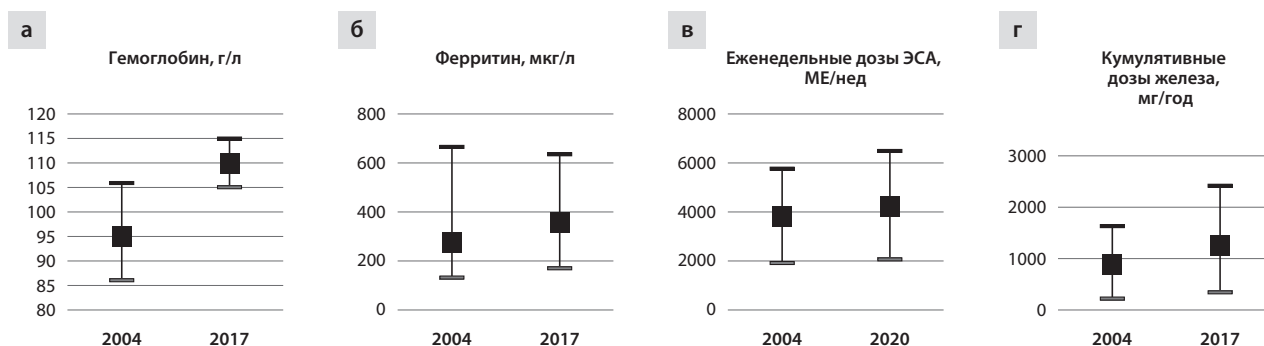 а
Гемоглобин, г/л
120
115
110
105
100
95
90
85
80
2004 2017
б
Ферритин, мкг/л
800
600
400
200
0
2004 2017
в
Еженедельные дозы ЭСА,
МЕ/нед
8000
6000
4000
2000
0
2004 2020
г
Кумулятивные
дозы железа,
мг/год
3000
2000
1000
0
2004 2017